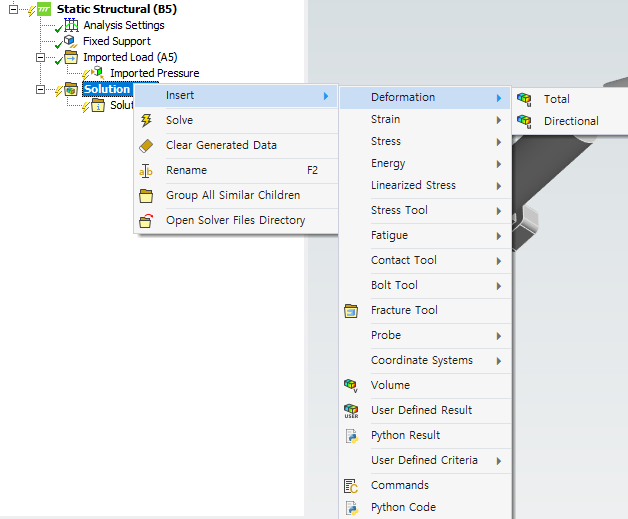 Static Structural (B5)
Analysis Settings
Fixed Support
Imported Load (A5)
Imported Pressure
Solution
Solut
Insert
Solve
Clear Generated Data
Rename F2
Group All Similar Children
Open Solver Files Directory
Deformation
Strain
Stress
Energy
Linearized Stress
Stress Tool
Fatigue
Contact Tool
Bolt Tool
Fracture Tool
Probe
Coordinate Systems
Volume
User Defined Result
Python Result
User Defined Criteria
Commands
Python Code
Total
Directional